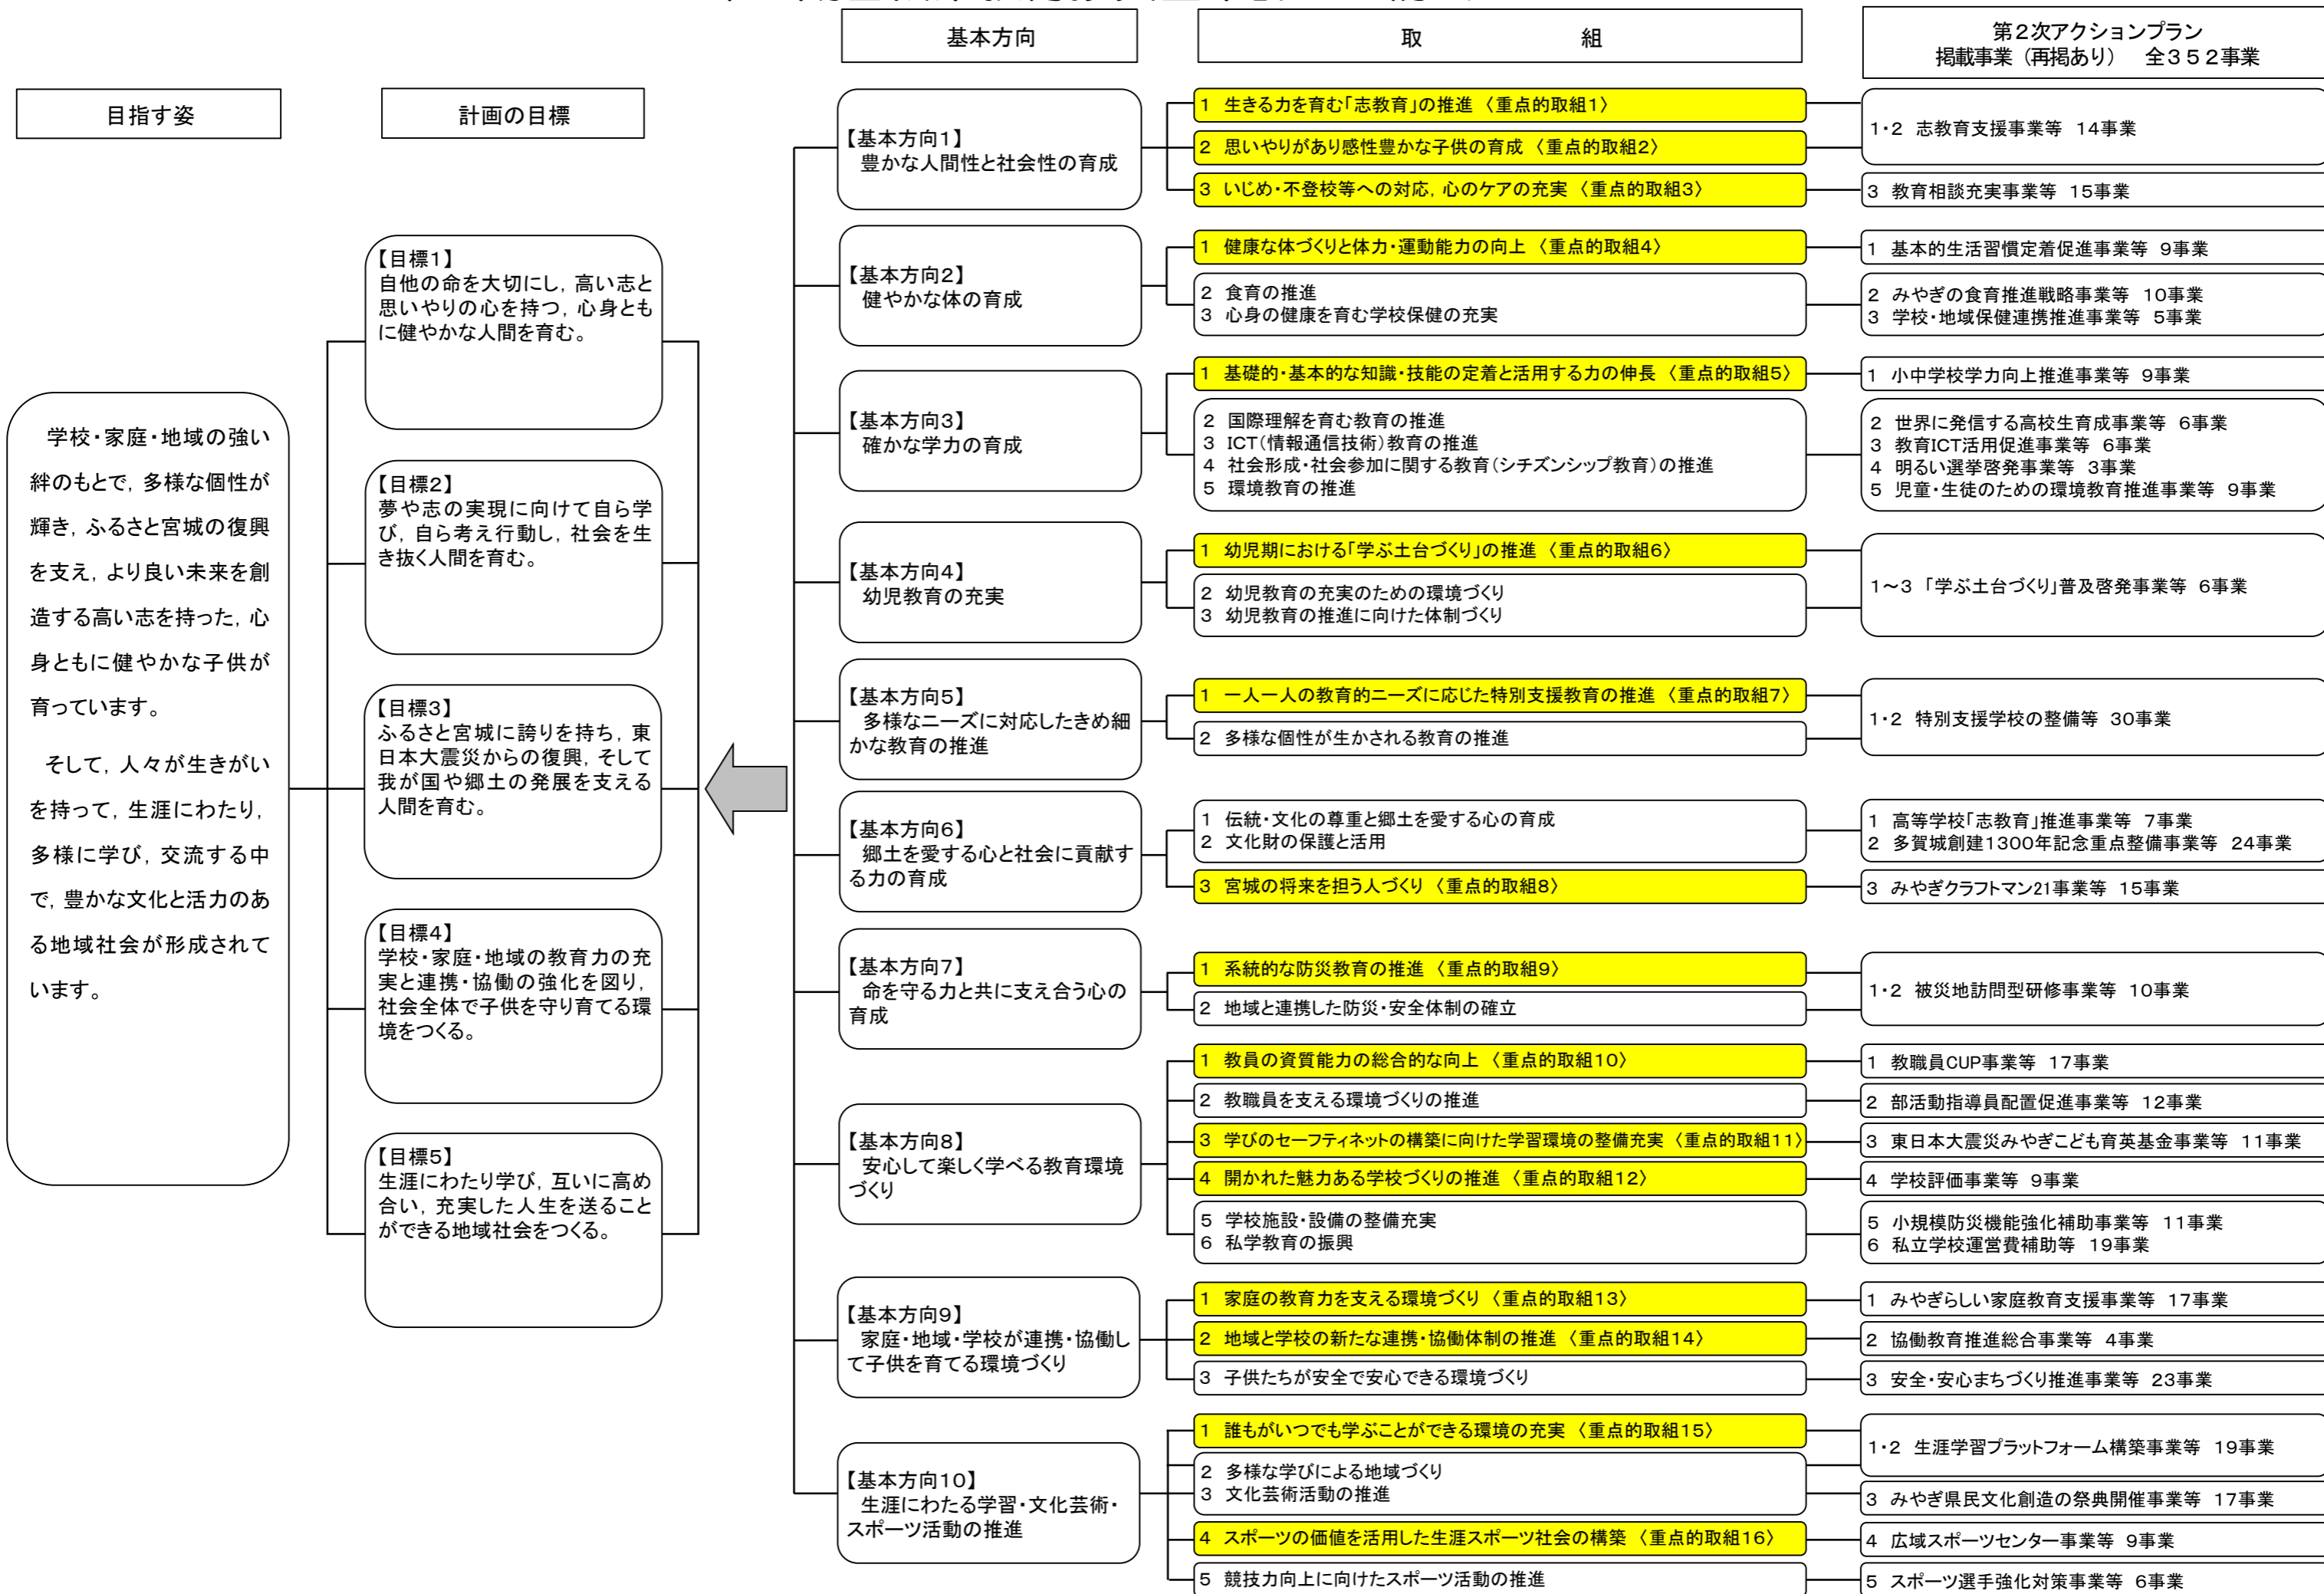 基本方向
取　　　組
第2次アクションプラン
掲載事業（再掲あり）　全352事業
目指す姿
計画の目標
学校・家庭・地域の強い
絆のもとで，多様な個性が
輝き，ふるさと宮城の復興
を支え，より良い未来を創
造する高い志を持った，心
身ともに健やかな子供が
育っています。
そして，人々が生きがい
を持って，生涯にわたり，
多様に学び，交流する中
で，豊かな文化と活力のあ
る地域社会が形成されて
います。
【目標1】
自他の命を大切にし，高い志と
思いやりの心を持つ，心身とも
に健やかな人間を育む。
【目標2】
夢や志の実現に向けて自ら学
び，自ら考え行動し，社会を生
き抜く人間を育む。
【目標3】
ふるさと宮城に誇りを持ち，東
日本大震災からの復興，そして
我が国や郷土の発展を支える
人間を育む。
【目標4】
学校・家庭・地域の教育力の充
実と連携・協働の強化を図り，
社会全体で子供を守り育てる環
境をつくる。
【目標5】
生涯にわたり学び，互いに高め
合い，充実した人生を送ること
ができる地域社会をつくる。
【基本方向1】
豊かな人間性と社会性の育成
1　生きる力を育む「志教育」の推進〈重点的取組1〉
2　思いやりがあり感性豊かな子供の育成〈重点的取組2〉
3　いじめ・不登校等への対応，心のケアの充実〈重点的取組3〉
1・2　志教育支援事業等　14事業
3　教育相談充実事業等　15事業
【基本方向2】
健やかな体の育成
1　健康な体づくりと体力・運動能力の向上〈重点的取組4〉
2　食育の推進
3　心身の健康を育む学校保健の充実
1　基本的生活習慣定着促進事業等　9事業
2　みやぎの食育推進戦略事業等　10事業
3　学校・地域保健連携推進事業等　5事業
【基本方向3】
確かな学力の育成
1　基礎的・基本的な知識・技能の定着と活用する力の伸長〈重点的取組5〉
2　国際理解を育む教育の推進
3　ICT(情報通信技術)教育の推進
4　社会形成・社会参加に関する教育(シチズンシップ教育)の推進
5　環境教育の推進
1　小中学校学力向上推進事業等　9事業
2　世界に発信する高校生育成事業等　6事業
3　教育ICT活用促進事業等　6事業
4　明るい選挙啓発事業等　3事業
5　児童・生徒のための環境教育推進事業等　9事業
【基本方向4】
幼児教育の充実
1　幼児期における「学ぶ土台づくり」の推進〈重点的取組6〉
2　幼児教育の充実のための環境づくり
3　幼児教育の推進に向けた体制づくり
1～3　「学ぶ土台づくり」普及啓発事業等　6事業
【基本方向5】
多様なニーズに対応したきめ細
かな教育の推進
1　一人一人の教育的ニーズに応じた特別支援教育の推進〈重点的取組7〉
2　多様な個性が生かされる教育の推進
1・2　特別支援学校の整備等　30事業
【基本方向6】
郷土を愛する心と社会に貢献す
る力の育成
1　伝統・文化の尊重と郷土を愛する心の育成
2　文化財の保護と活用
3　宮城の将来を担う人づくり〈重点的取組8〉
1　高等学校「志教育」推進事業等　7事業
2　多賀城創建1300年記念重点整備事業等　24事業
3　みやぎクラフトマン21事業等　15事業
【基本方向7】
命を守る力と共に支え合う心の
育成
1　系統的な防災教育の推進〈重点的取組9〉
2　地域と連携した防災・安全体制の確立
1・2　被災地訪問型研修事業等　10事業
【基本方向8】
安心して楽しく学べる教育環境
づくり
1　教員の資質能力の総合的な向上〈重点的取組10〉
2　教職員を支える環境づくりの推進
3　学びのセーフティネットの構築に向けた学習環境の整備充実〈重点的取組11〉
4　開かれた魅力ある学校づくりの推進〈重点的取組12〉
5　学校施設・設備の整備充実
6　私学教育の振興
1　教職員CUP事業等　17事業
2　部活動指導員配置促進事業等　12事業
3　東日本大震災みやぎこども育英基金事業等　11事業
4　学校評価事業等　9事業
5　小規模防災機能強化補助事業等　11事業
6　私立学校運営費補助等　19事業
【基本方向9】
家庭・地域・学校が連携・協働し
て子供を育てる環境づくり
1　家庭の教育力を支える環境づくり〈重点的取組13〉
2　地域と学校の新たな連携・協働体制の推進〈重点的取組14〉
3　子供たちが安全で安心できる環境づくり
1　みやぎらしい家庭教育支援事業等　17事業
2　協働教育推進総合事業等　4事業
3　安全・安心まちづくり推進事業等　23事業
【基本方向10】
生涯にわたる学習・文化芸術・
スポーツ活動の推進
1　誰もがいつでも学ぶことができる環境の充実〈重点的取組15〉
2　多様な学びによる地域づくり
3　文化芸術活動の推進
4　スポーツの価値を活用した生涯スポーツ社会の構築〈重点的取組16〉
5　競技力向上に向けたスポーツ活動の推進
1・2　生涯学習プラットフォーム構築事業等　19事業
3　みやぎ県民文化創造の祭典開催事業等　17事業
4　広域スポーツセンター事業等　9事業
5　スポーツ選手強化対策事業等　6事業